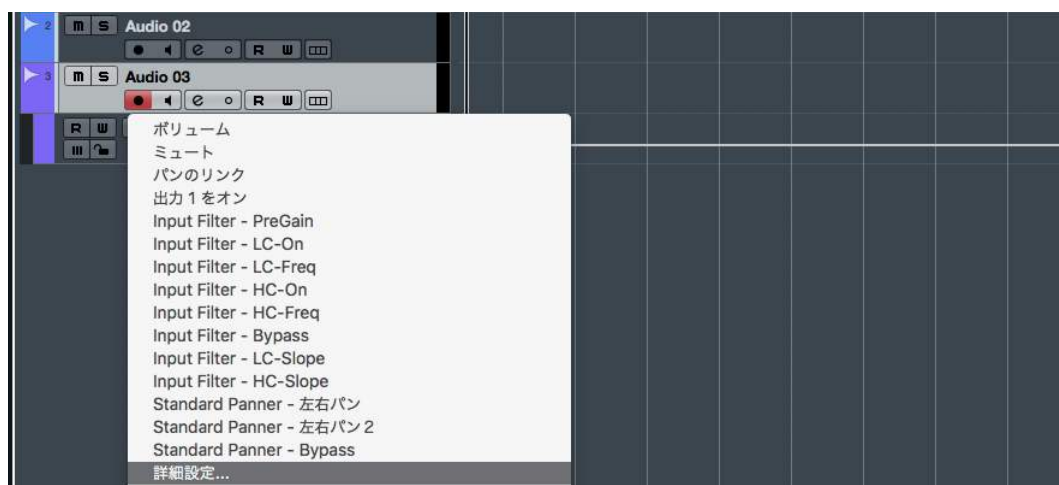 2 m S Audio 02
e R W
3 m S Audio 03
e R W
R W
ボリューム
ミュート
パンのリンク
出力 1 をオン
Input Filter - PreGain
Input Filter - LC-On
Input Filter - LC-Freq
Input Filter - HC-On
Input Filter - HC-Freq
Input Filter - Bypass
Input Filter - LC-Slope
Input Filter - HC-Slope
Standard Panner - 左右パン
Standard Panner - 左右パン 2
Standard Panner - Bypass
詳細設定...